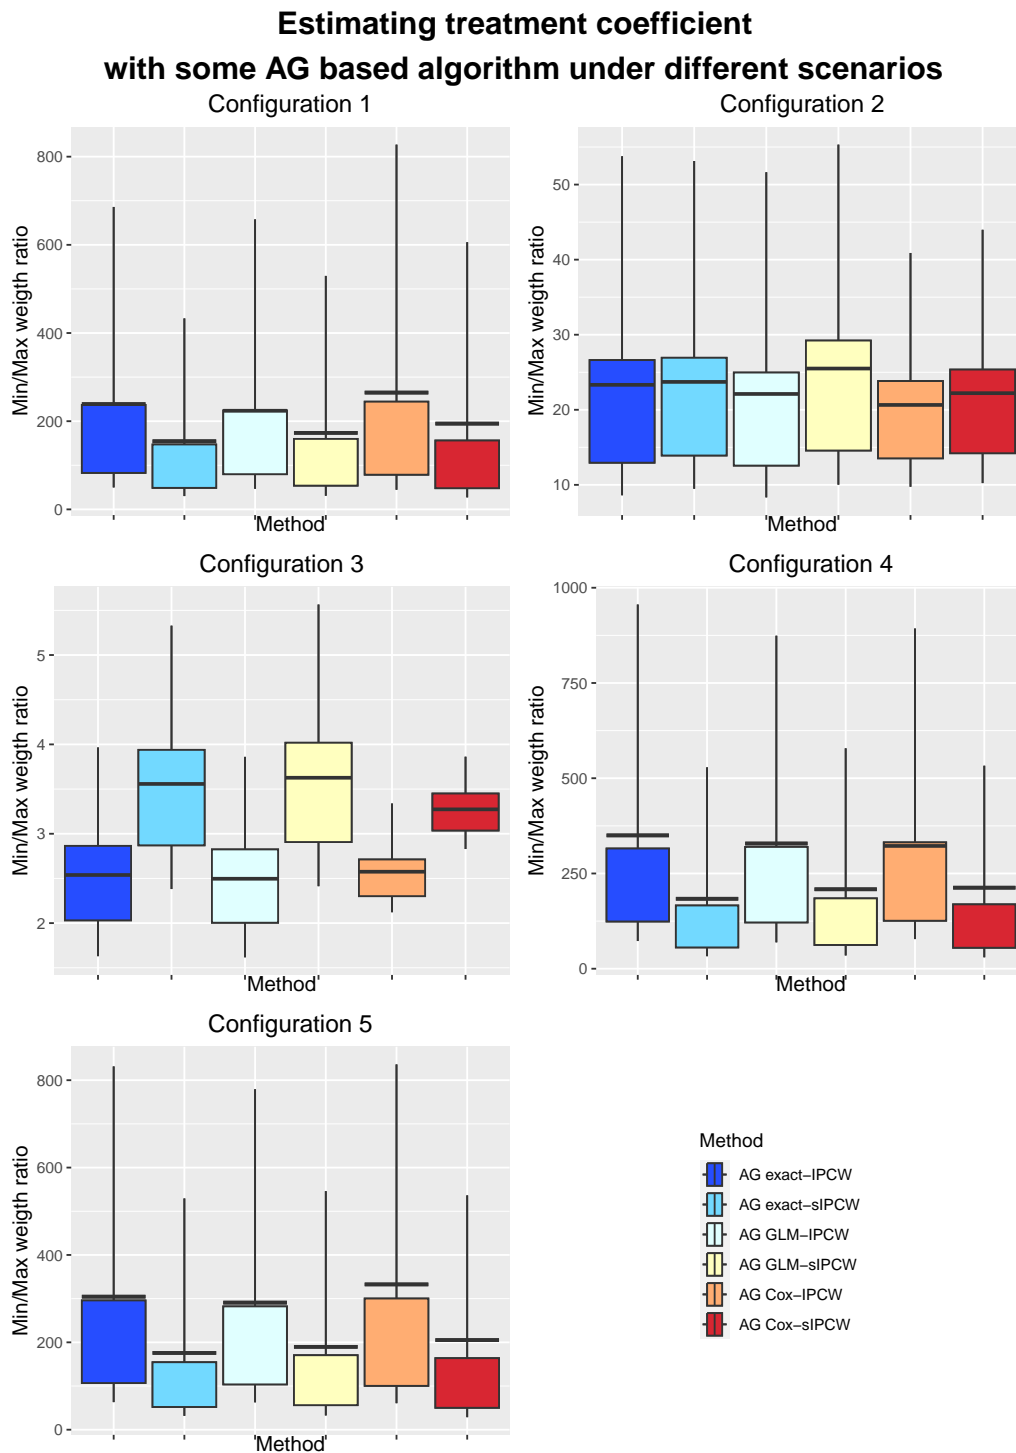 Estimating treatment coefficient
with some AG based algorithm under different scenarios
Configuration 1
Min/Max weigth ratio
800
600
400
200
0
Method
Configuration 2
Min/Max weigth ratio
50
40
30
20
10
Method
Configuration 3
Min/Max weigth ratio
5
4
3
2
Method
Configuration 4
Min/Max weigth ratio
1000
750
500
250
0
Method
Configuration 5
Min/Max weigth ratio
800
600
400
200
0
Method
Method
AG exact−IPCW
AG exact−sIPCW
AG GLM−IPCW
AG GLM−sIPCW
AG Cox−IPCW
AG Cox−sIPCW